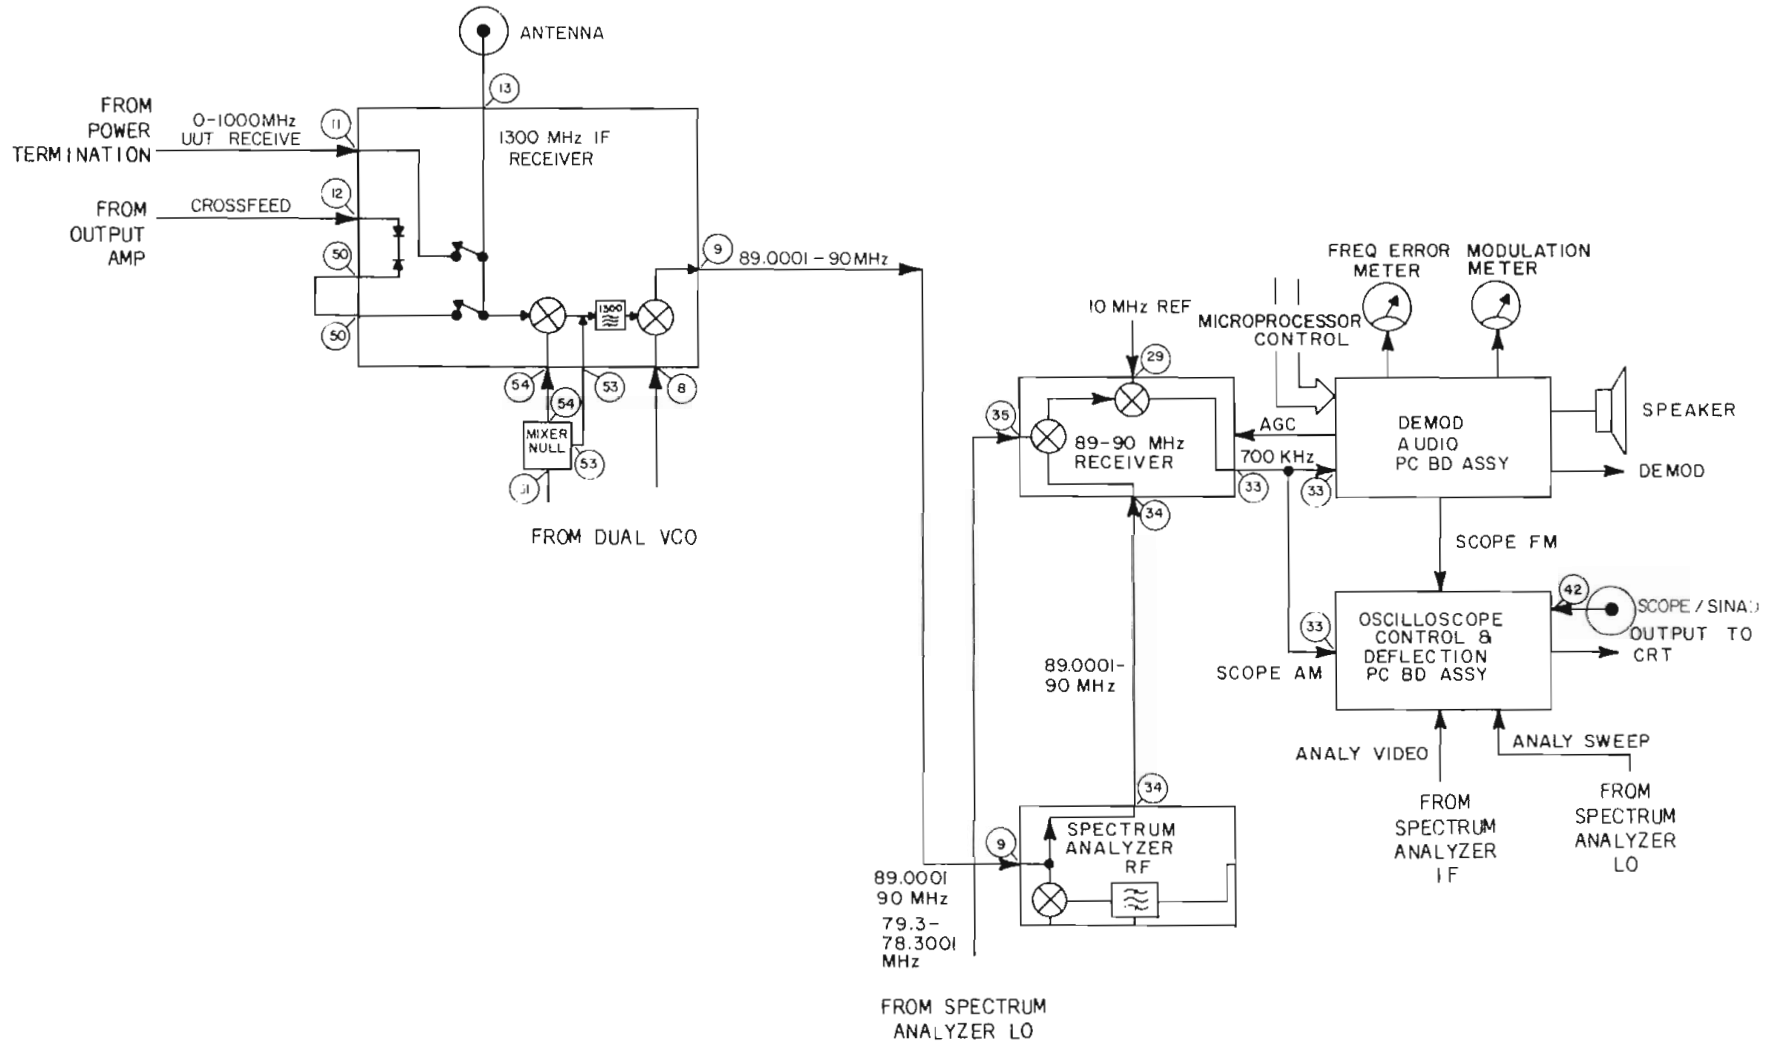 ANTENNA
13
FROM
POWER
TERMINATION
0-1000MHz
UUT RECEIVE
11
1300 MHz IF
RECEIVER
12
CROSSFEED
FROM
OUTPUT
AMP
50
50
1300
9
89.0001 - 90MHz
54
53
8
54
MIXER
NULL
53
FROM DUAL VCO
FREQ ERROR
METER
MODULATION
METER
10 MHz REF
MICROPROCESSOR
CONTROL
29
35
89-90 MHz
RECEIVER
AGC
700 KHz
33
33
34
DEMOD
AUDIO
PC BD ASSY
SPEAKER
DEMOD
SCOPE FM
42
SCOPE/SINAD
OUTPUT TO
CRT
33
OSCILLOSCOPE
CONTROL &
DEFLECTION
PC BD ASSY
SCOPE AM
89.0001-
90 MHz
ANALY VIDEO
ANALY SWEEP
FROM
SPECTRUM
ANALYZER
IF
FROM
SPECTRUM
ANALYZER
LO
34
SPECTRUM
ANALYZER
RF
9
89.0001
90 MHz
79.3-
78.3001
MHz
FROM SPECTRUM
ANALYZER LO